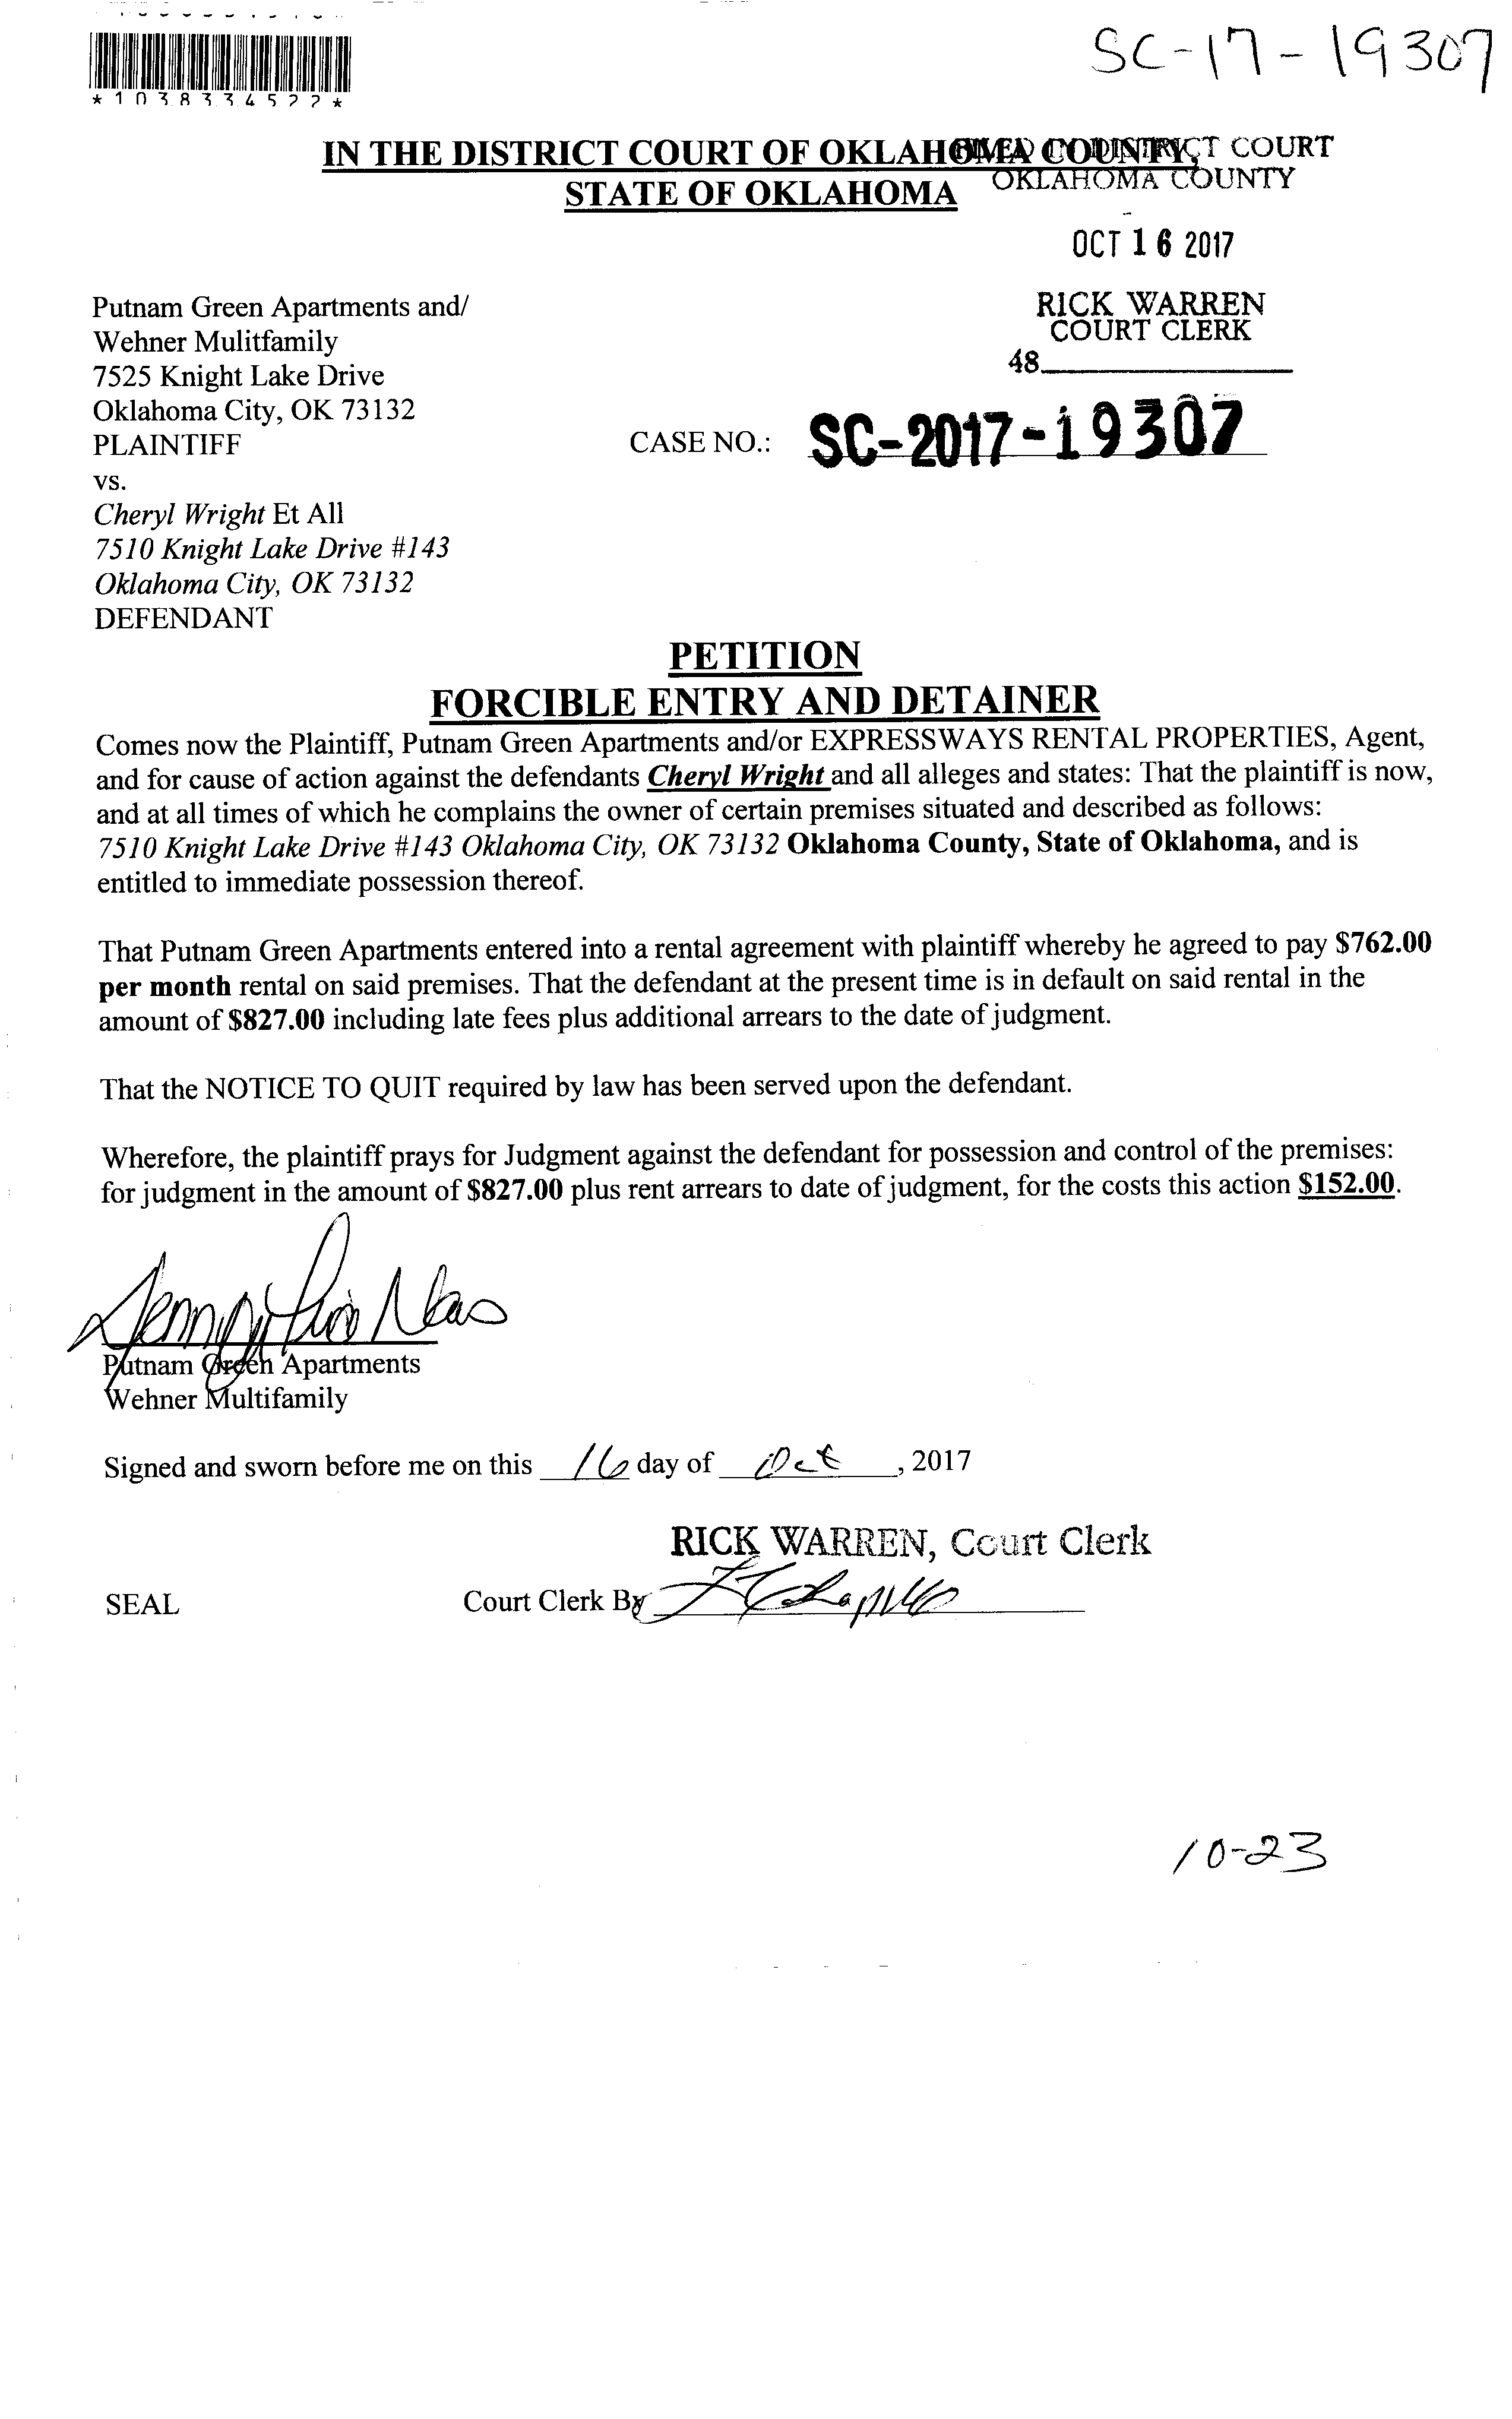 SC-17-19307
*1038334522*
IN THE DISTRICT COURT OF OKLAHOMA COUNTY,
STATE OF OKLAHOMA
FILED IN DISTRICT COURT
OKLAHOMA COUNTY
OCT 16 2017
RICK WARREN
COURT CLERK
48
Putnam Green Apartments and/
Wehner Mulitfamily
7525 Knight Lake Drive
Oklahoma City, OK 73132
PLAINTIFF
CASE NO.: SC-2017-19307
vs.
Cheryl Wright Et All
7510 Knight Lake Drive #143
Oklahoma City, OK 73132
DEFENDANT
PETITION
FORCIBLE ENTRY AND DETAINER
Comes now the Plaintiff, Putnam Green Apartments and/or EXPRESSWAYS RENTAL PROPERTIES, Agent,
and for cause of action against the defendants Cheryl Wright and all alleges and states: That the plaintiff is now,
and at all times of which he complains the owner of certain premises situated and described as follows:
7510 Knight Lake Drive #143 Oklahoma City, OK 73132 Oklahoma County, State of Oklahoma, and is
entitled to immediate possession thereof.
That Putnam Green Apartments entered into a rental agreement with plaintiff whereby he agreed to pay $762.00
per month rental on said premises. That the defendant at the present time is in default on said rental in the
amount of $827.00 including late fees plus additional arrears to the date of judgment.
That the NOTICE TO QUIT required by law has been served upon the defendant.
Wherefore, the plaintiff prays for Judgment against the defendant for possession and control of the premises:
for judgment in the amount of $827.00 plus rent arrears to date of judgment, for the costs this action $152.00.
Putnam Green Apartments
Wehner Multifamily
Signed and sworn before me on this 16 day of Oct, 2017
RICK WARREN, Court Clerk
SEAL
Court Clerk By
10-23